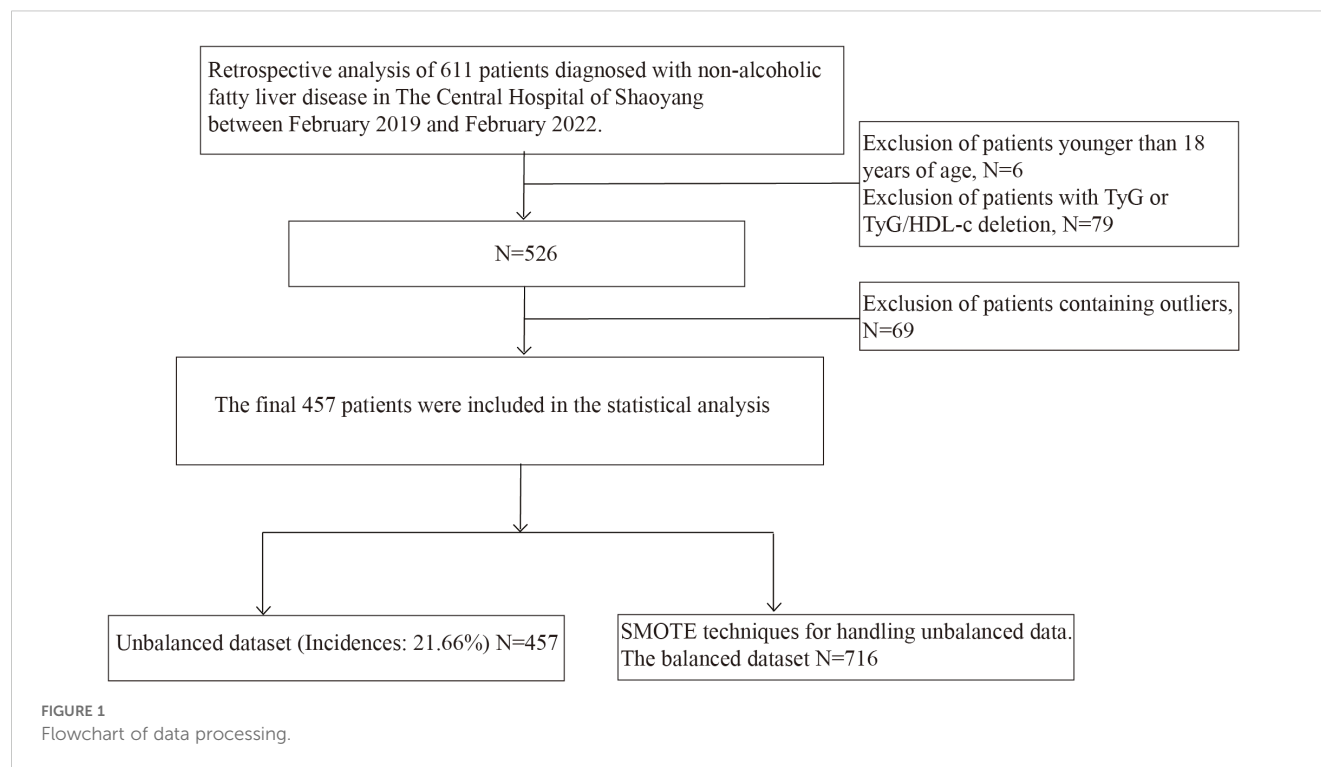 Retrospective analysis of 611 patients diagnosed with non-alcoholic
fatty liver disease in The Central Hospital of Shaoyang
between February 2019 and February 2022.
Exclusion of patients younger than 18
years of age, N=6
Exclusion of patients with TyG or
TyG/HDL-c deletion, N=79
N=526
Exclusion of patients containing outliers,
N=69
The final 457 patients were included in the statistical analysis
Unbalanced dataset (Incidences: 21.66%) N=457
SMOTE techniques for handling unbalanced data.
The balanced dataset N=716
FIGURE 1
Flowchart of data processing.